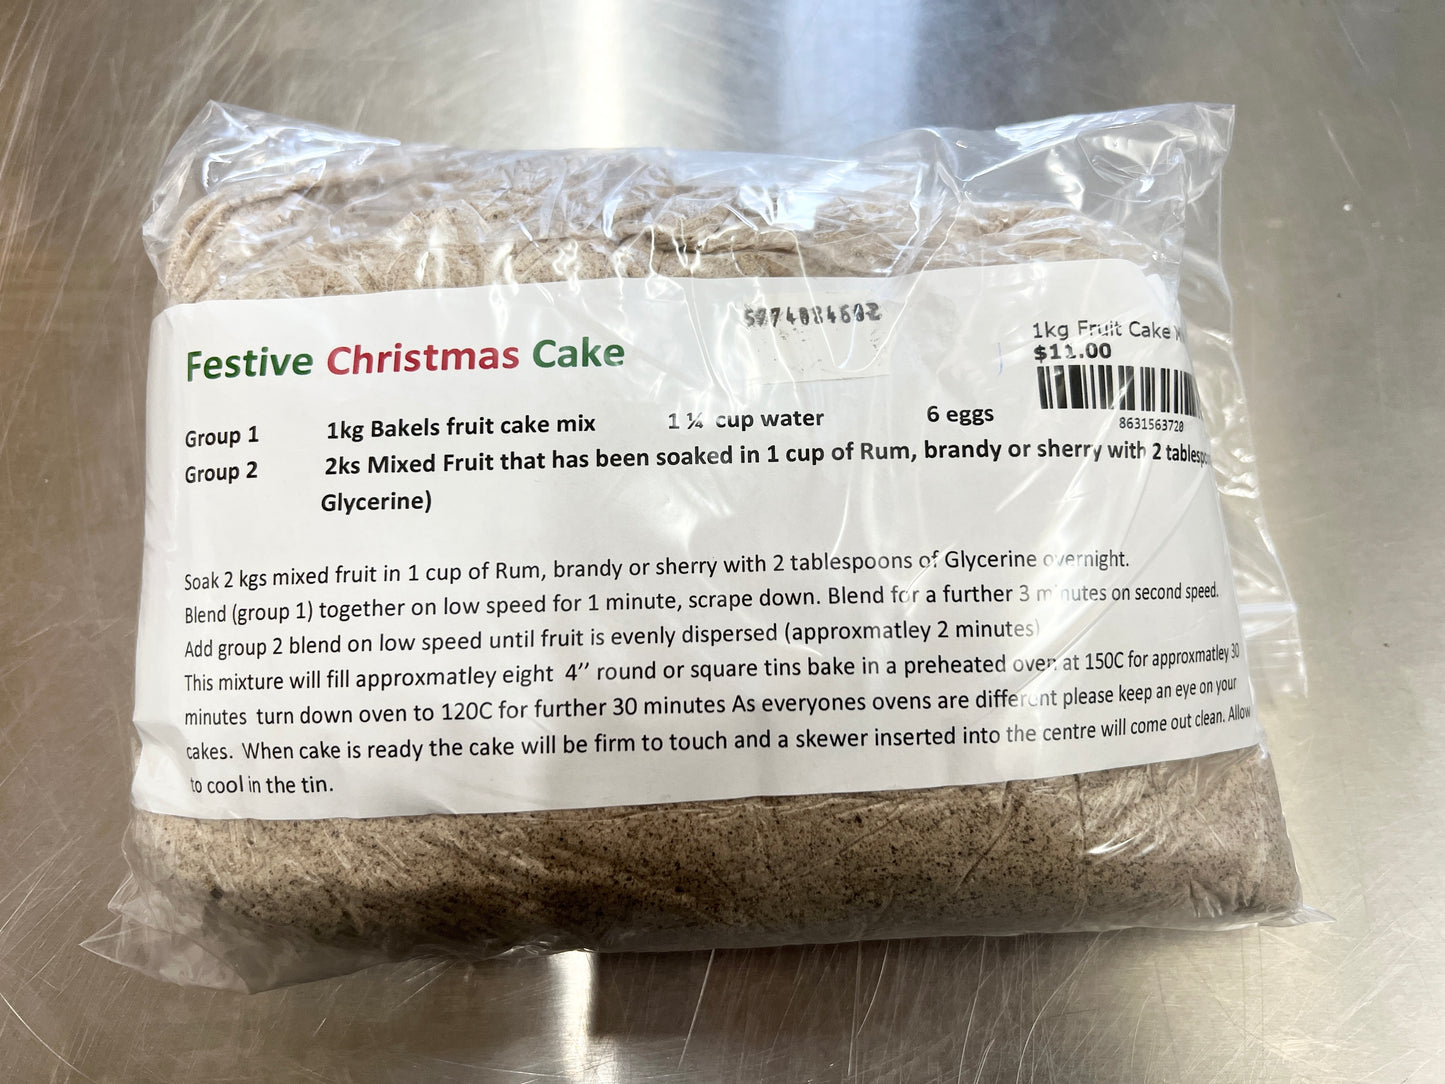 1kg Fruit Cake
$11.00
8631563720
Festive Christmas Cake
Group 1 1kg Bakels fruit cake mix 1 ¼ cup water 6 eggs
Group 2 2ks Mixed Fruit that has been soaked in 1 cup of Rum, brandy or sherry with 2
Glycerine)
Soak 2 kgs mixed fruit in 1 cup of Rum, brandy or sherry with 2 tablespoons of Glycerine overnight.
Blend (group 1) together on low speed for 1 minute, scrape down. Blend for a further 3 minutes on second speed.
Add group 2 blend on low speed until fruit is evenly dispersed (approxmatley 2 minutes)
This mixture will fill approxmatley eight 4’’ round or square tins bake in a preheated oven at 150C for approxmatley 30
minutes turn down oven to 120C for further 30 minutes As everyones ovens are different please keep an eye on your
cakes. When cake is ready the cake will be firm to touch and a skewer inserted into the centre will come out clean. Allow
to cool in the tin.